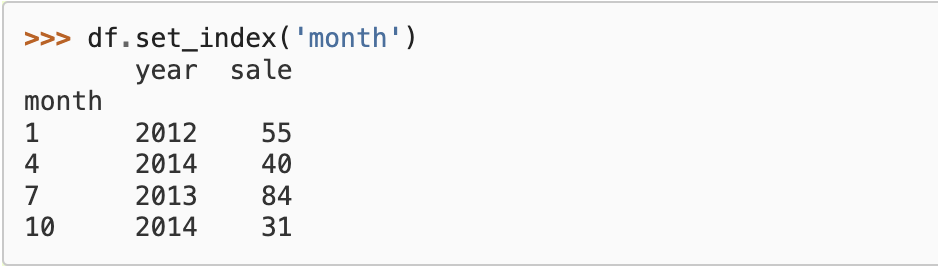 >>> df.set_index('month')
       year  sale
month
1      2012    55
4      2014    40
7      2013    84
10     2014    31